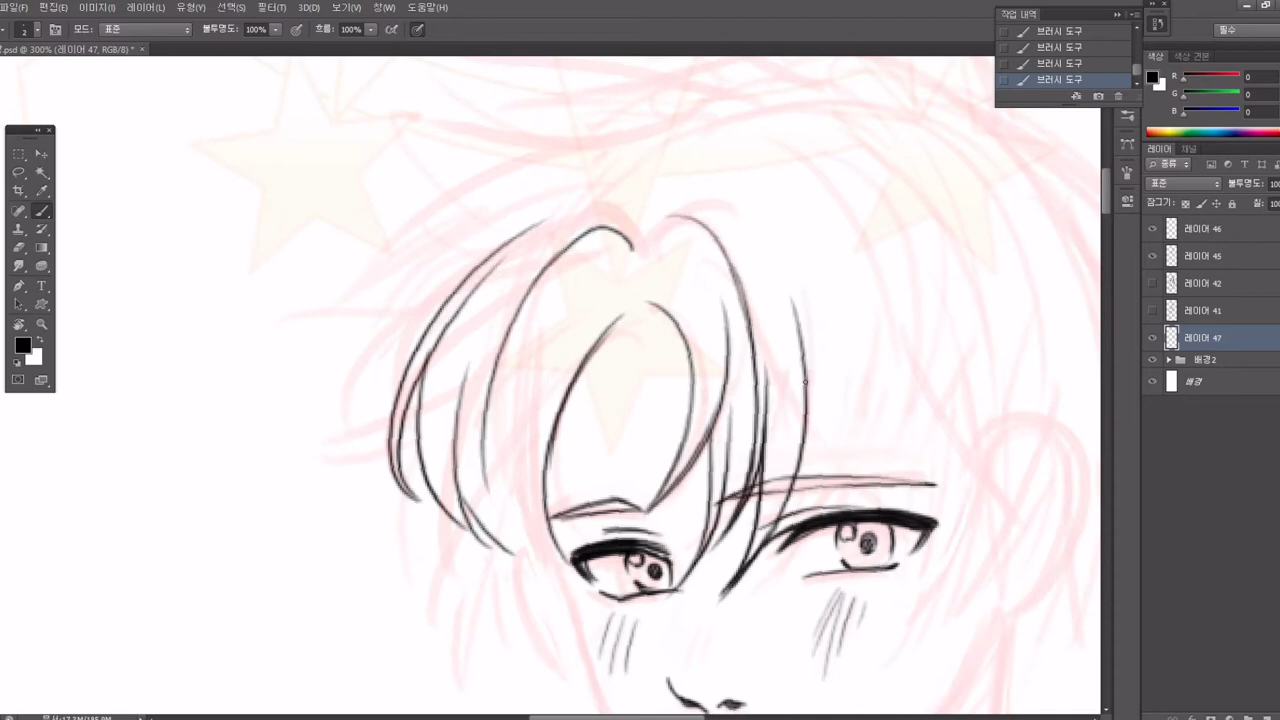 파일(F) 편집(E) 이미지(I) 레이어(L) 유형(Y) 선택(S) 필터(T) 3D(D) 보기(V) 창(W) 도움말(H)
2 모드: 표준 불투명도: 100% 흐름: 100%
필수
.psd @ 300% (레이어 47, RGB/8) * ×
작업 내역
브러시 도구
브러시 도구
브러시 도구
브러시 도구
색상 색상 견본
R 0
G 0
B 0
레이어 채널
종류
표준 불투명도: 100
잠그기: 칠: 100
레이어 46
레이어 45
레이어 42
레이어 41
레이어 47
배경2
배경